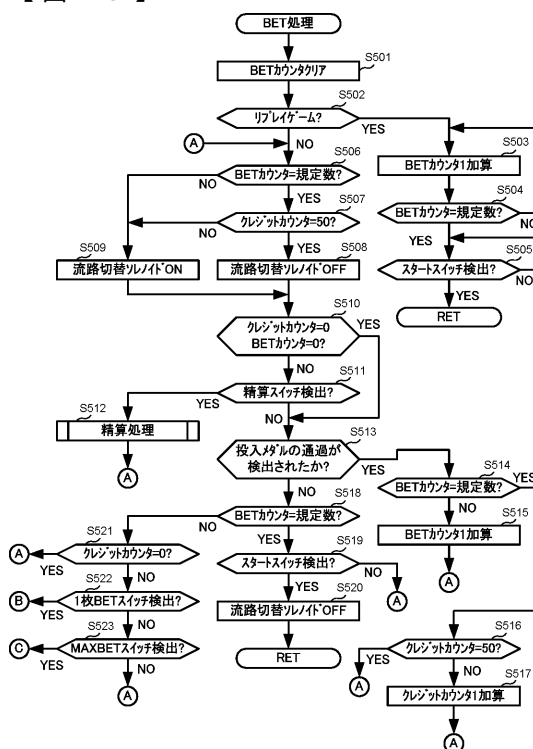 BET処理
S501
BETカウンタクリア
S502
リプレイゲーム?
YES
NO
A
S503
BETカウンタ1加算
S504
BETカウンタ=規定数?
NO
YES
S505
スタートスイッチ検出?
NO
YES
RET
S506
BETカウンタ=規定数?
NO
YES
S507
クレジットカウンタ=50?
NO
YES
S509
流路切替ソレノイドON
S508
流路切替ソレノイドOFF
S510
クレジットカウンタ=0
BETカウンタ=0?
YES
NO
S511
精算スイッチ検出?
YES
NO
S512
精算処理
A
S513
投入メダルの通過が
検出されたか?
YES
NO
S514
BETカウンタ=規定数?
YES
NO
S515
BETカウンタ1加算
A
S518
BETカウンタ=規定数?
NO
YES
S519
スタートスイッチ検出?
NO
A
YES
S520
流路切替ソレノイドOFF
RET
S521
クレジットカウンタ=0?
A
YES
NO
S522
1枚BETスイッチ検出?
B
YES
NO
S523
MAXBETスイッチ検出?
C
YES
NO
A
S516
クレジットカウンタ=50?
YES
A
NO
S517
クレジットカウンタ1加算
A